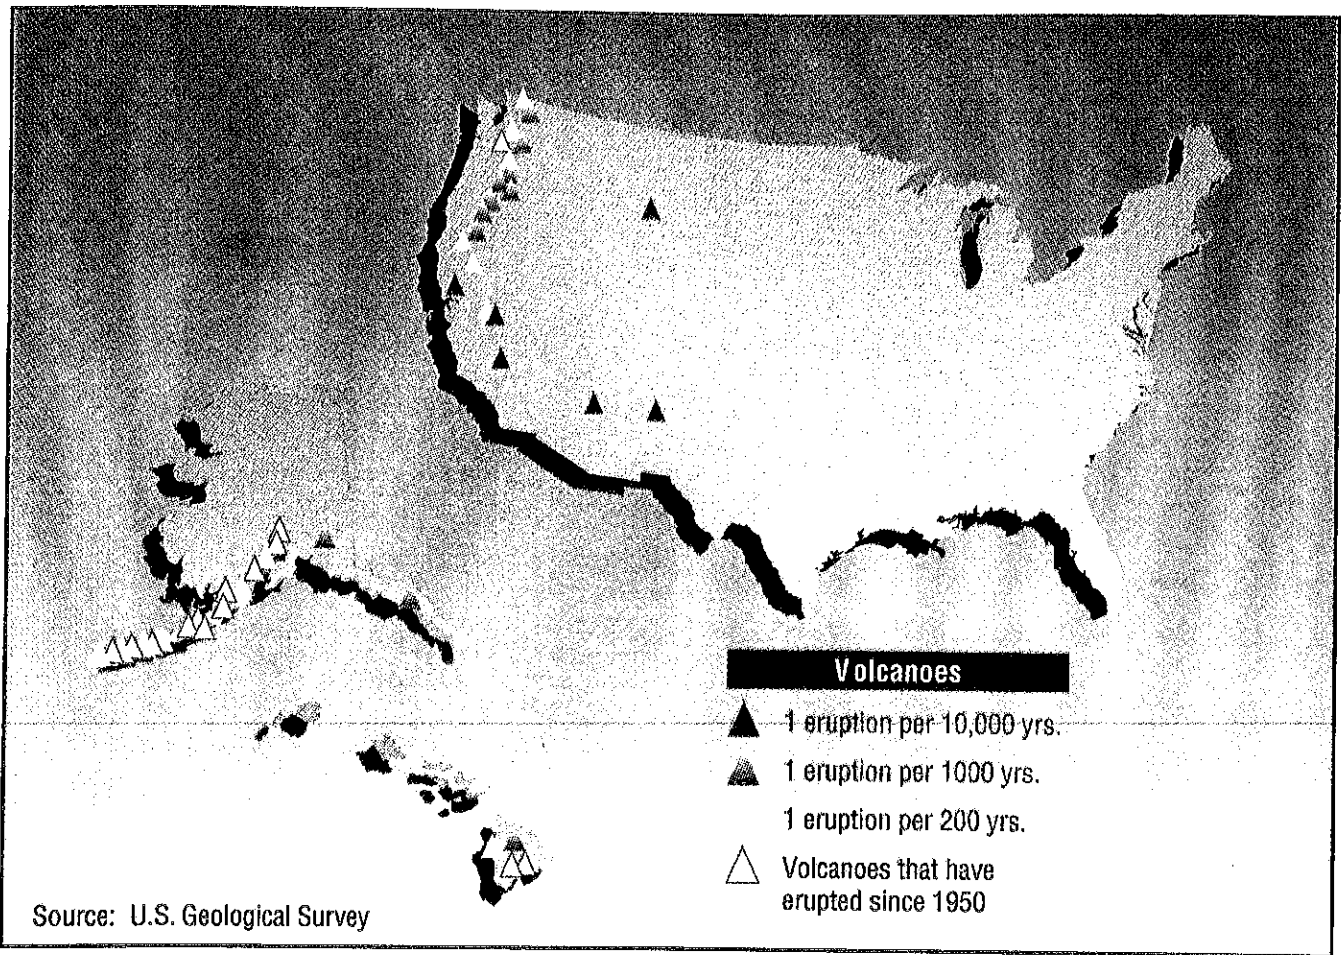 Volcanoes
1 eruption per 10,000 yrs.
1 eruption per 1000 yrs.
1 eruption per 200 yrs.
Volcanoes that have
erupted since 1950
Source: U.S. Geological Survey